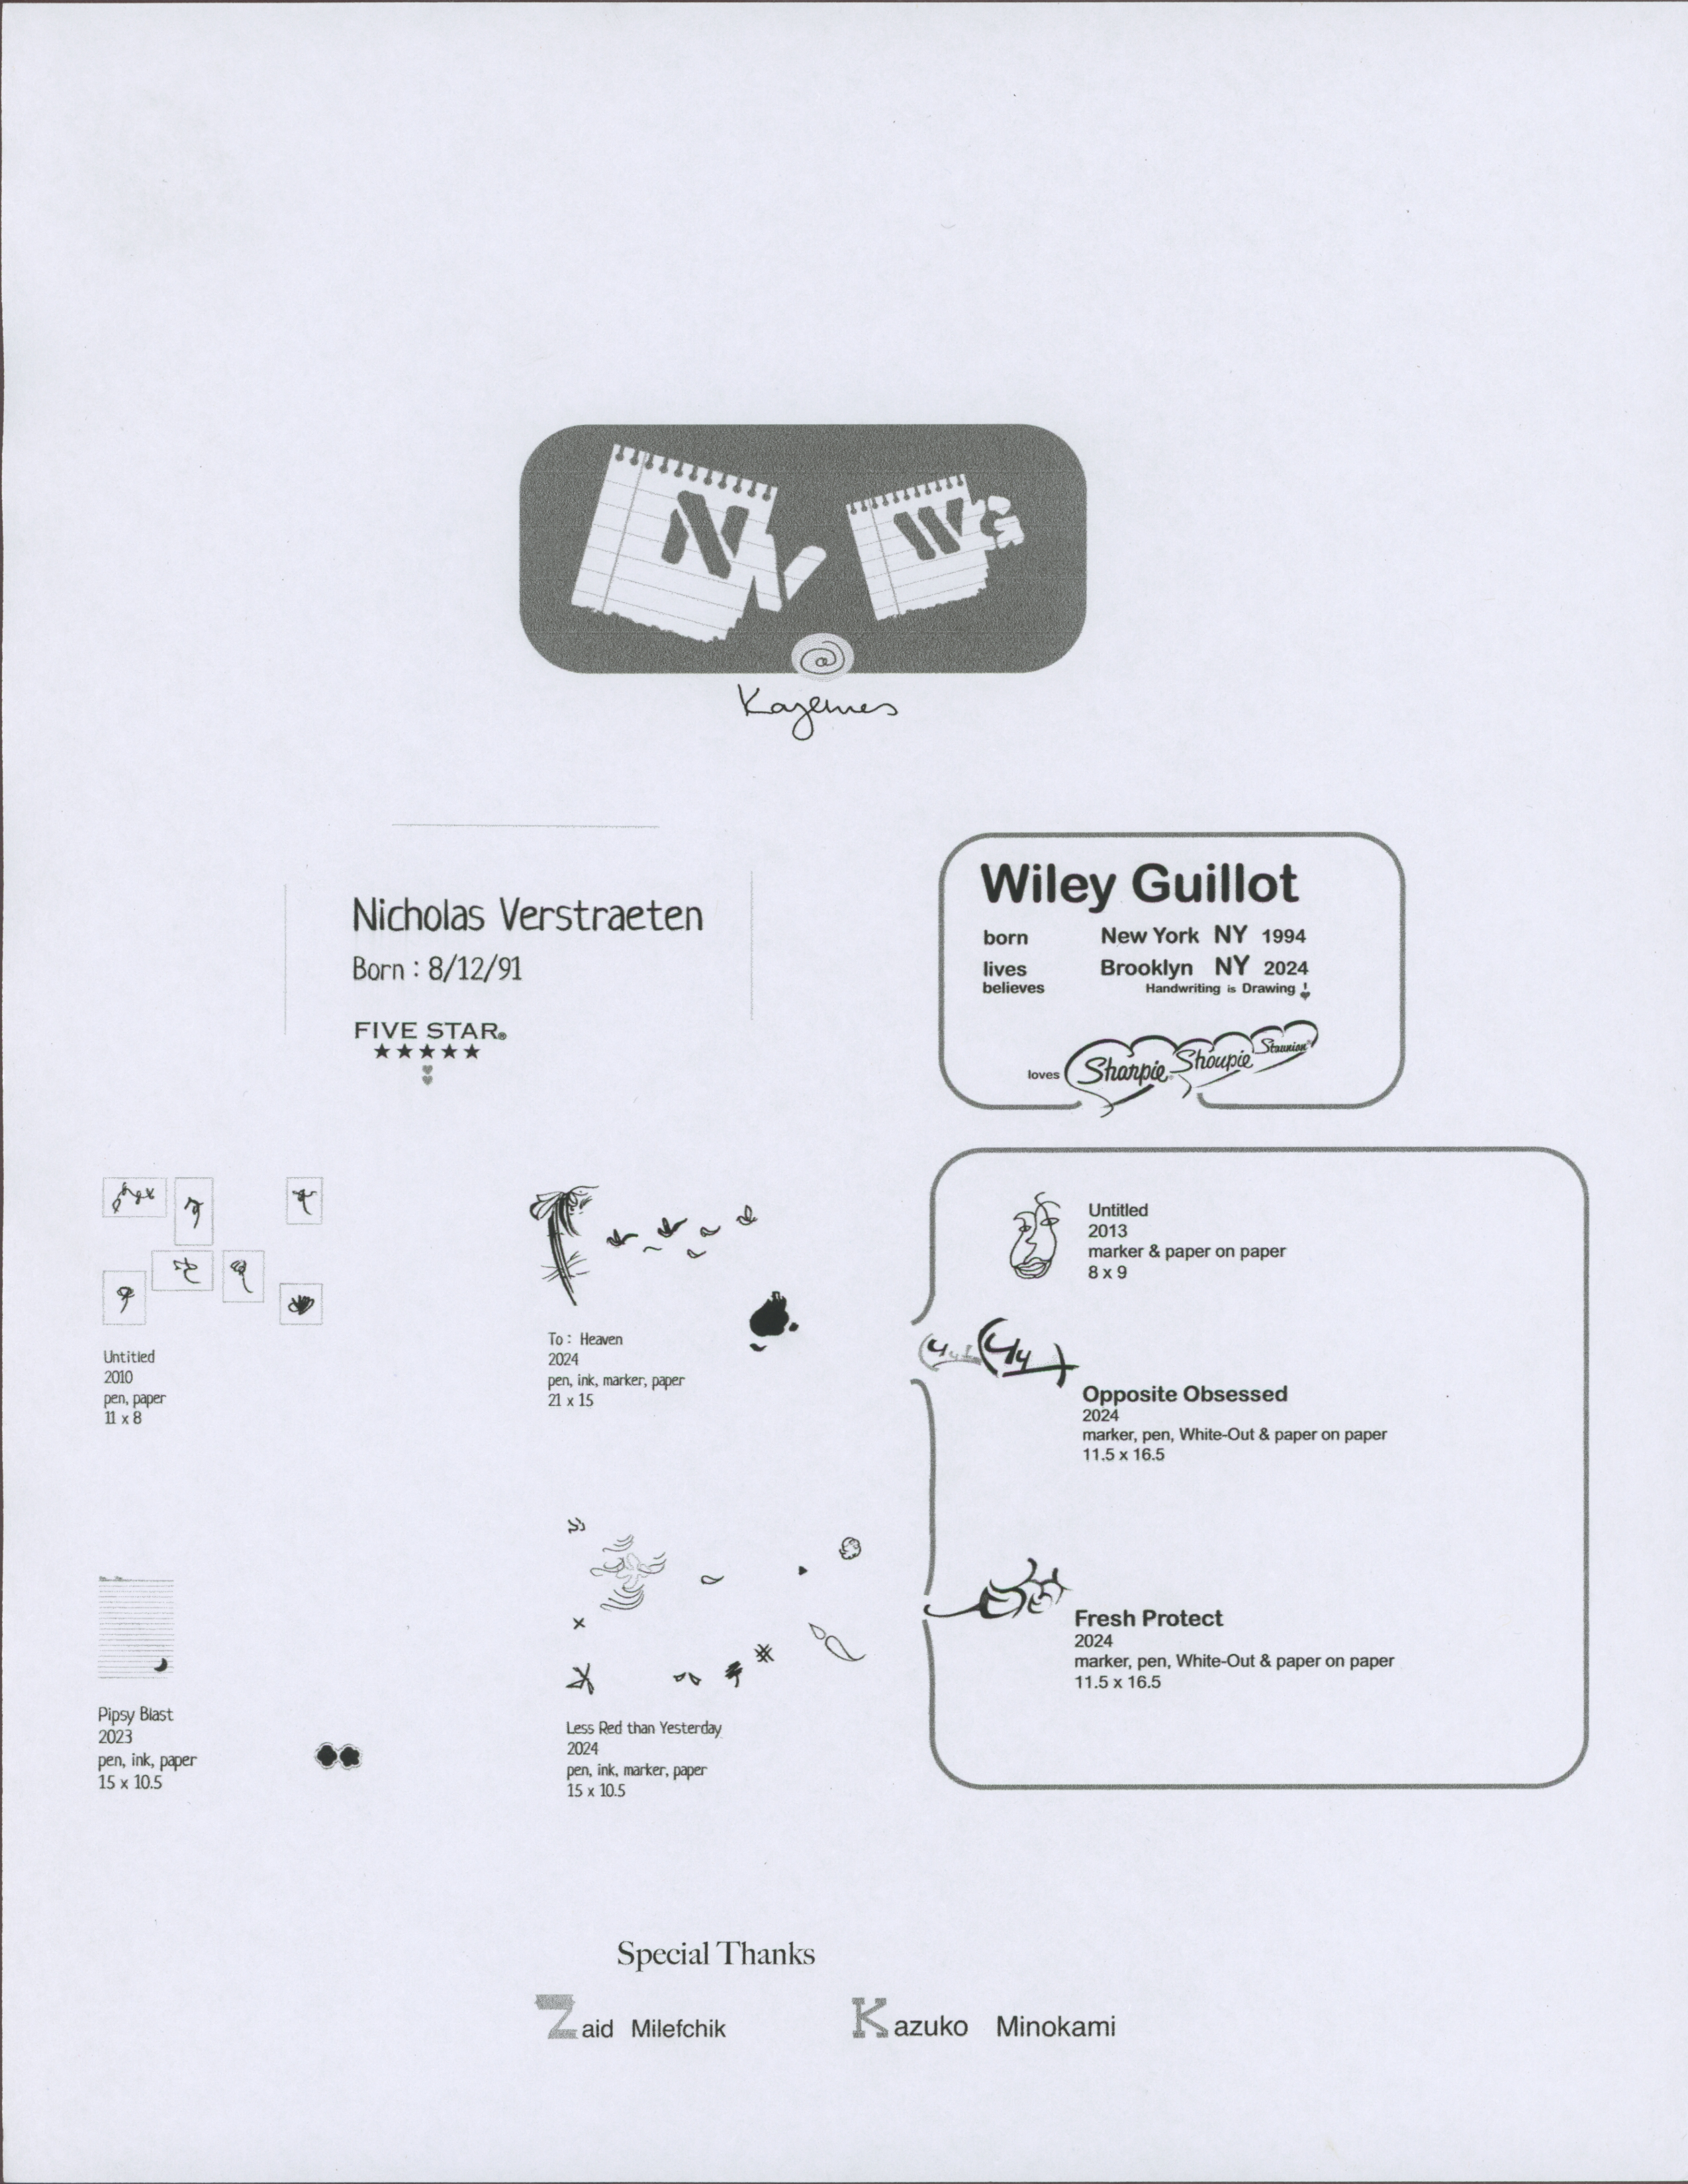 NV WG
@
Kazemes
Nicholas Verstraeten
Born : 8/12/91
FIVE STAR®
Wiley Guillot
born New York NY 1994
lives Brooklyn NY 2024
believes Handwriting is Drawing !
loves Sharpie® Shoupie Staunion®
Untitled
2010
pen, paper
11 x 8
To : Heaven
2024
pen, ink, marker, paper
21 x 15
Pipsy Blast
2023
pen, ink, paper
15 x 10.5
Less Red than Yesterday
2024
pen, ink, marker, paper
15 x 10.5
Untitled
2013
marker & paper on paper
8 x 9
Opposite Obsessed
2024
marker, pen, White-Out & paper on paper
11.5 x 16.5
Fresh Protect
2024
marker, pen, White-Out & paper on paper
11.5 x 16.5
Special Thanks
Zaid Milefchik
Kazuko Minokami